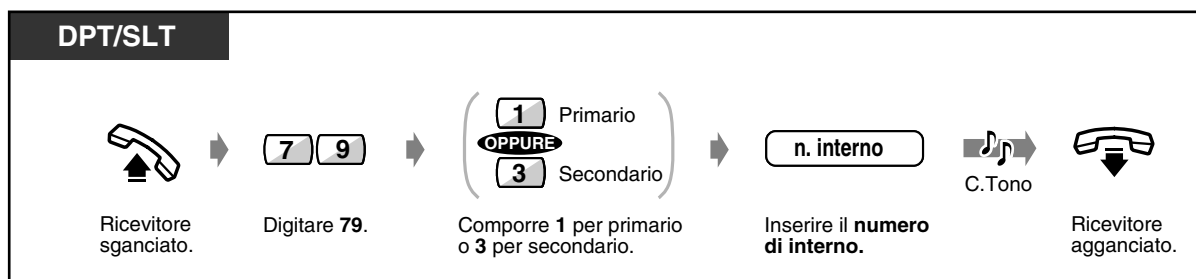 DPT/SLT
1 Primario
OPPURE
3 Secondario
7 9
n. interno
C.Tono
Ricevitore
sganciato.
Digitare 79.
Comporre 1 per primario
o 3 per secondario.
Inserire il numero
di interno.
Ricevitore
agganciato.